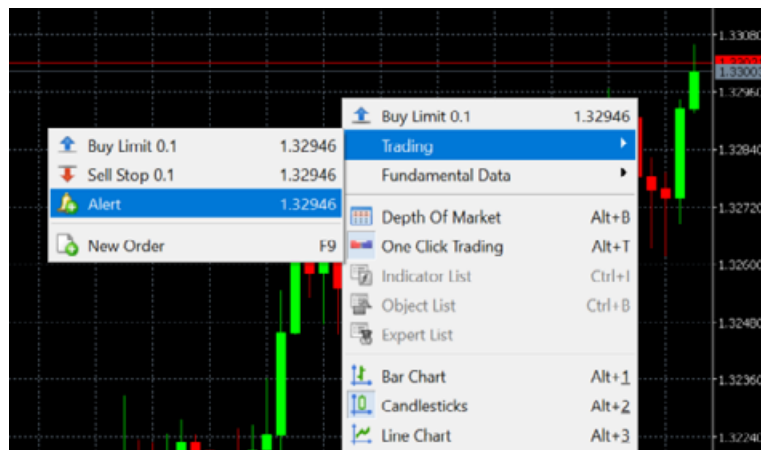 1.33080
1.3300
1.32960
Buy Limit 0.1 1.32946
Trading
Fundamental Data
Depth Of Market Alt+B
One Click Trading Alt+T
Indicator List Ctrl+I
Object List Ctrl+B
Expert List
Bar Chart Alt+1
Candlesticks Alt+2
Line Chart Alt+3
Buy Limit 0.1 1.32946
Sell Stop 0.1 1.32946
Alert 1.32946
New Order F9
1.32840
1.32720
1.32600
1.32480
1.32360
1.32240